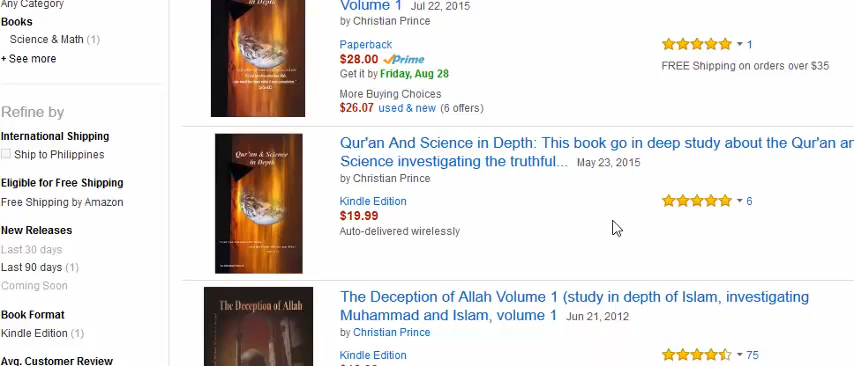 Any Category
Books
Science & Math (1)
+ See more
Refine by
International Shipping
Ship to Philippines
Eligible for Free Shipping
Free Shipping by Amazon
New Releases
Last 30 days
Last 90 days (1)
Coming Soon
Book Format
Kindle Edition (1)
Avg. Customer Review
in Depth
Volume 1 Jul 22, 2015
by Christian Prince
Paperback
$28.00 Prime
Get it by Friday, Aug 28
More Buying Choices
$26.07 used & new (6 offers)
1
FREE Shipping on orders over $35
Qur'an & Science
in Depth
Qur'an And Science in Depth: This book go in deep study about the Qur'an an
Science investigating the truthful... May 23, 2015
by Christian Prince
Kindle Edition
$19.99
Auto-delivered wirelessly
6
The Deception of Allah
The Deception of Allah Volume 1 (study in depth of Islam, investigating
Muhammad and Islam, volume 1 Jun 21, 2012
by Christian Prince
Kindle Edition
75